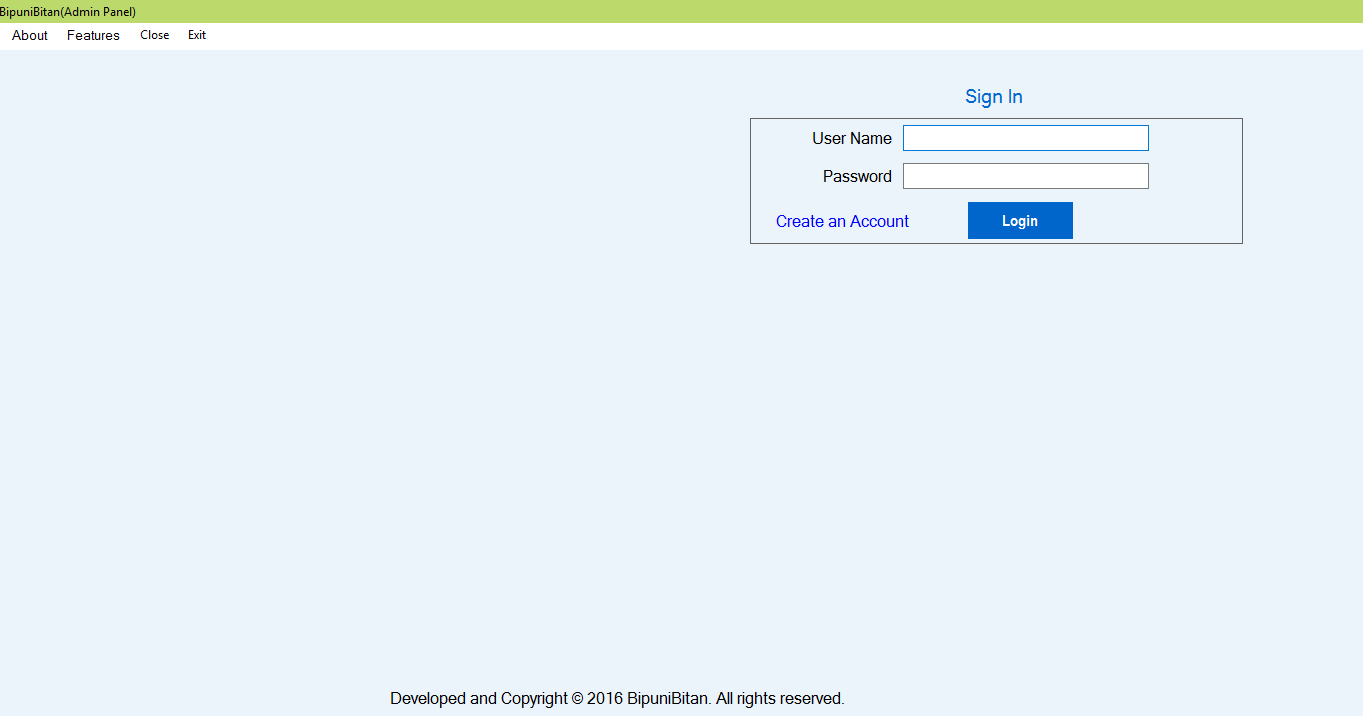 BipuniBitan(Admin Panel)
About Features Close Exit
Sign In
User Name
Password
Create an Account Login
Developed and Copyright © 2016 BipuniBitan. All rights reserved.